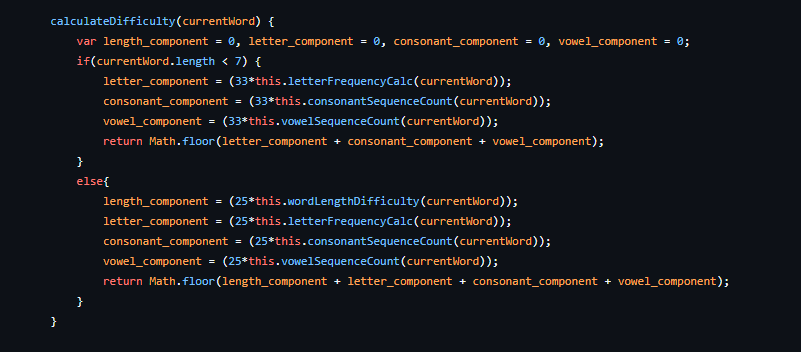 calculateDifficulty(currentWord) {
    var length_component = 0, letter_component = 0, consonant_component = 0, vowel_component = 0;
    if(currentWord.length < 7) {
        letter_component = (33*this.letterFrequencyCalc(currentWord));
        consonant_component = (33*this.consonantSequenceCount(currentWord));
        vowel_component = (33*this.vowelSequenceCount(currentWord));
        return Math.floor(letter_component + consonant_component + vowel_component);
    }
    else{
        length_component = (25*this.wordLengthDifficulty(currentWord));
        letter_component = (25*this.letterFrequencyCalc(currentWord));
        consonant_component = (25*this.consonantSequenceCount(currentWord));
        vowel_component = (25*this.vowelSequenceCount(currentWord));
        return Math.floor(length_component + letter_component + consonant_component + vowel_component);
    }
}